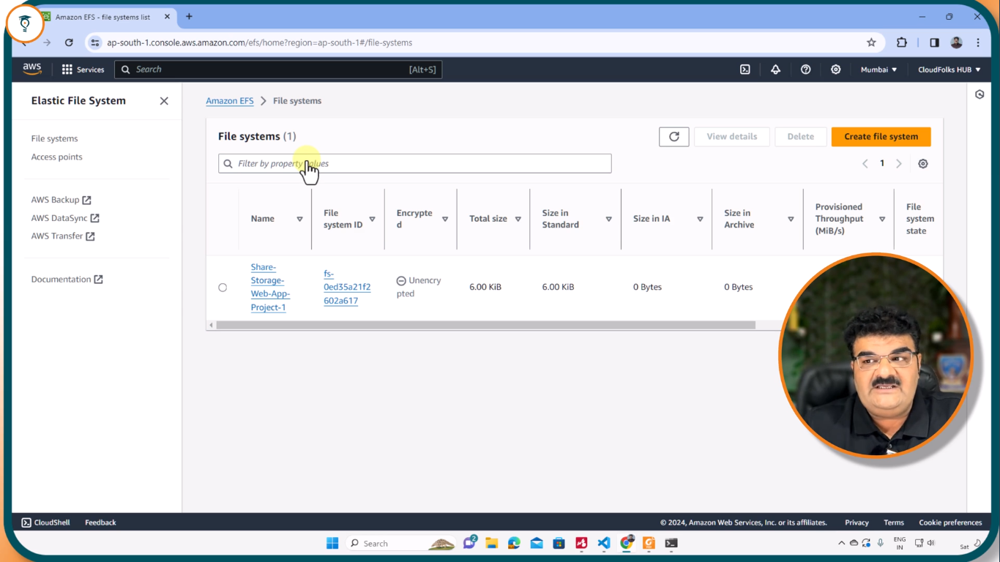 Amazon EFS - file systems list
ap-south-1.console.aws.amazon.com/efs/home?region=ap-south-1#/file-systems
aws
Services
Search
[Alt+S]
Mumbai
CloudFolks HUB
Elastic File System
File systems
Access points
AWS Backup
AWS DataSync
AWS Transfer
Documentation
Amazon EFS
File systems
File systems (1)
View details
Delete
Create file system
Filter by property values
1
Name
File
system ID
Encrypte
d
Total size
Size in
Standard
Size in IA
Size in
Archive
Provisioned
Throughput
(MiB/s)
File
system
state
Share-
Storage-
Web-App-
Project-1
fs-
0ed35a21f2
602a617
Unencry
pted
6.00 KiB
6.00 KiB
0 Bytes
0 Bytes
CloudShell
Feedback
© 2024, Amazon Web Services, Inc. or its affiliates.
Privacy
Terms
Cookie preferences
Search
2
ENG
IN
Sat